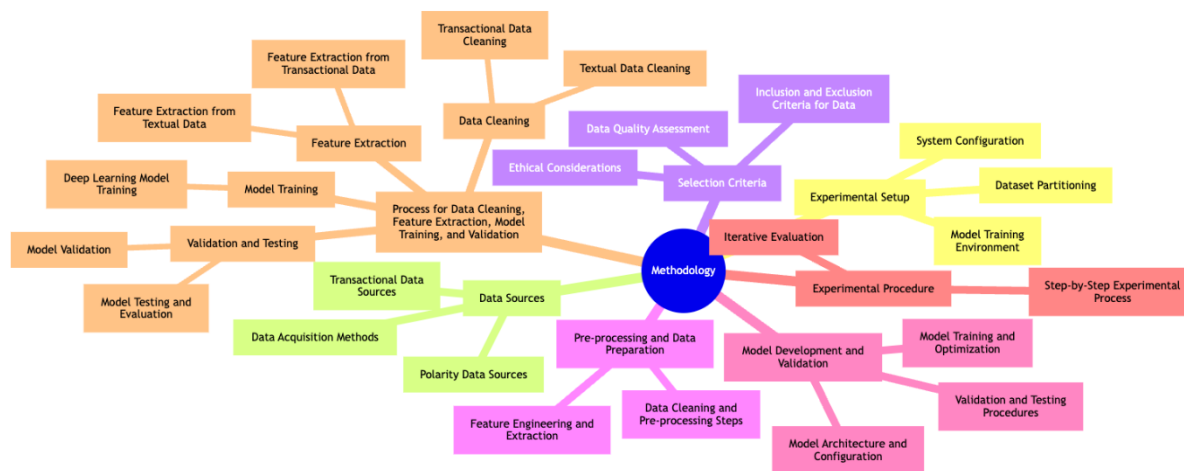 Transactional Data
Cleaning
Feature Extraction from
Transactional Data
Textual Data Cleaning
Inclusion and Exclusion
Criteria for Data
Feature Extraction from
Textual Data
Data Cleaning
Data Quality Assessment
Feature Extraction
System Configuration
Ethical Considerations
Selection Criteria
Deep Learning Model
Training
Model Training
Experimental Setup
Dataset Partitioning
Process for Data Cleaning,
Feature Extraction, Model
Training, and Validation
Model Validation
Validation and Testing
Iterative Evaluation
Model Training
Environment
Methodology
Transactional Data
Sources
Data Sources
Experimental Procedure
Step-by-Step Experimental
Process
Model Testing and
Evaluation
Data Acquisition Methods
Pre-processing and Data
Preparation
Model Development and
Validation
Model Training and
Optimization
Polarity Data Sources
Feature Engineering and
Extraction
Data Cleaning and
Pre-processing Steps
Validation and Testing
Procedures
Model Architecture and
Configuration